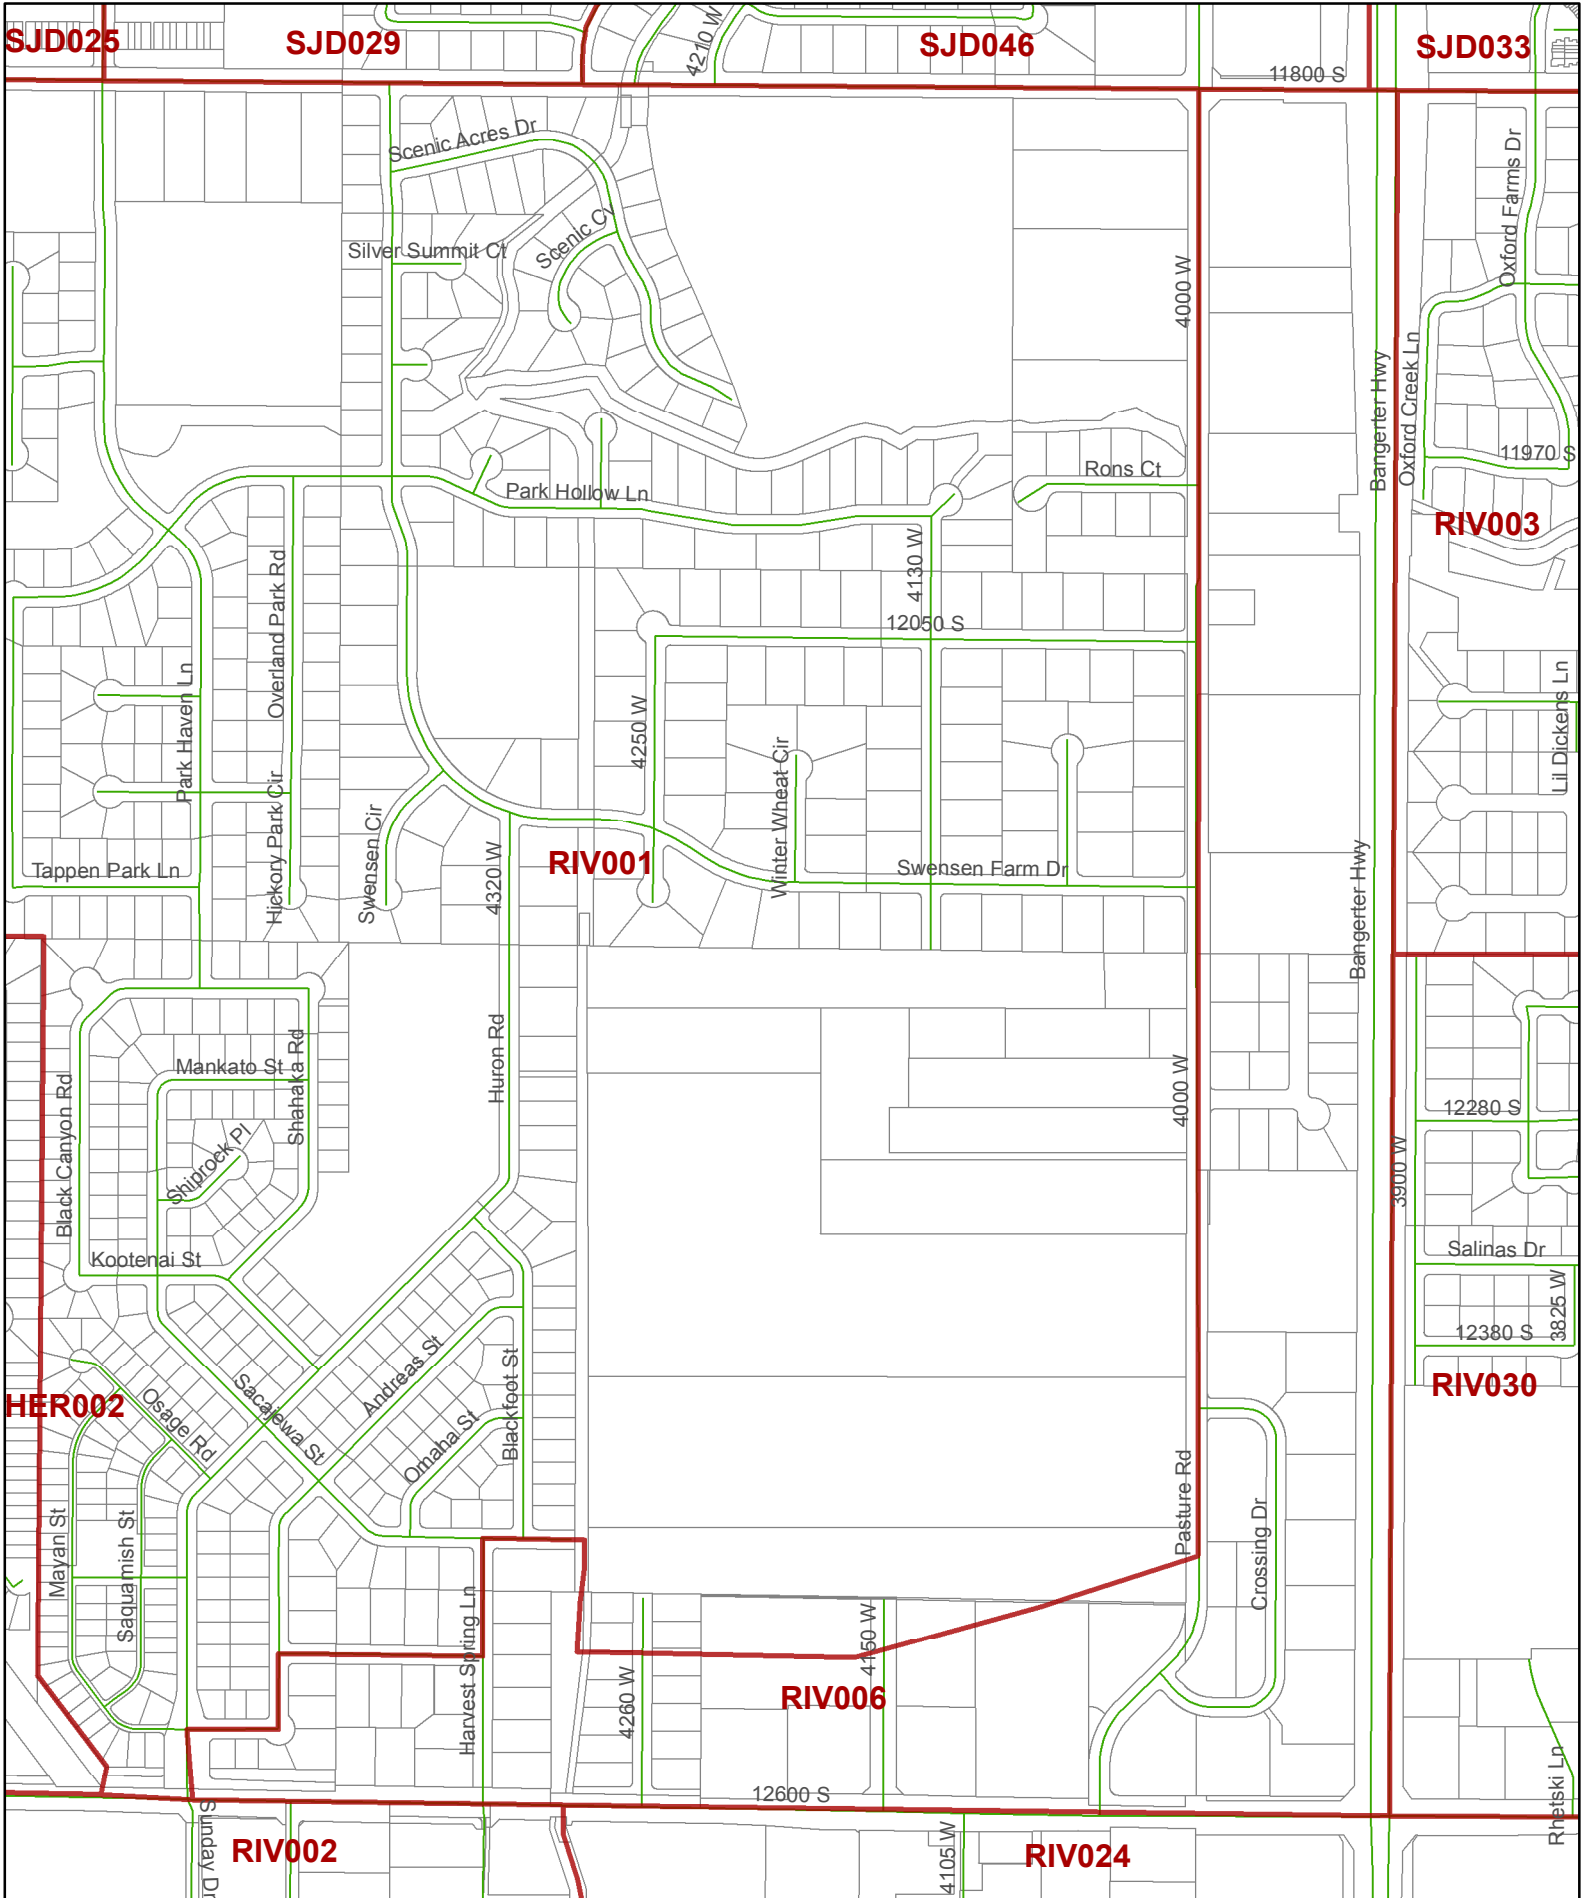 SJD025
SJD029
4210 W
SJD046
SJD033
11800 S
Scenic Acres Dr
Oxford Farms Dr
Scenic Cv
Silver Summit Ct
4000 W
Bangerter Hwy
Oxford Creek Ln
11970 S
Rons Ct
Park Hollow Ln
RIV003
4130 W
Overland Park Rd
12050 S
Park Haven Ln
4250 W
Lil Dickens Ln
Winter Wheat Cir
Hickory Park Cir
Swensen Cir
4320 W
RIV001
Swensen Farm Dr
Tappen Park Ln
Bangerter Hwy
Huron Rd
Shahaka Rd
Mankato St
Black Canyon Rd
4000 W
12280 S
Shiprock Pl
3900 W
Kootenai St
Salinas Dr
3825 W
12380 S
Andreas St
Blackfoot St
RIV030
HER002
Osage Rd
Sacajewa St
Omaha St
Pasture Rd
Crossing Dr
Mayan St
Saquamish St
Harvest Spring Ln
4150 W
4260 W
RIV006
12600 S
Rhetski Ln
Sunday Dr
RIV002
4105 W
RIV024